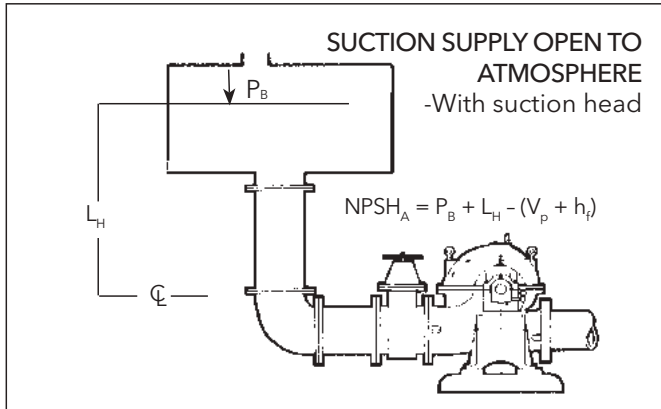 SUCTION SUPPLY OPEN TO
ATMOSPHERE
-With suction head
P_B
L_H
NPSH_A = P_B + L_H – (V_p + h_f)
℄